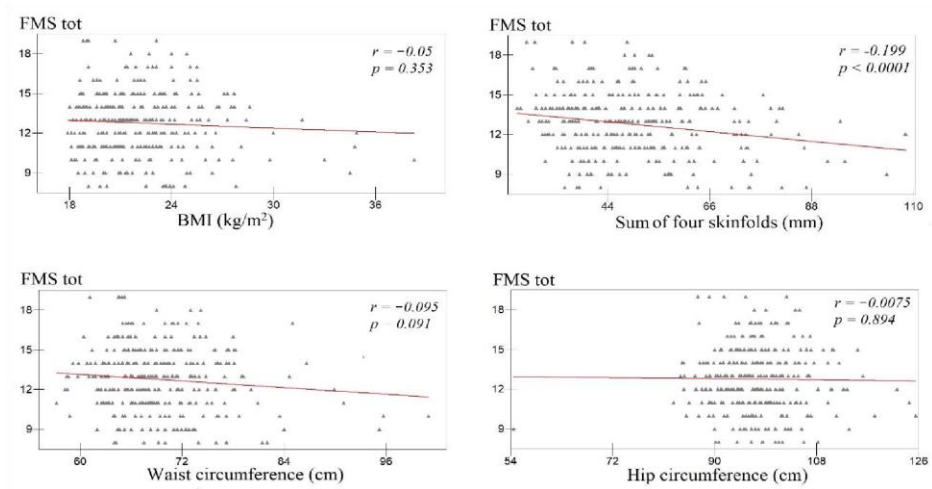 FMS tot
r = −0.05
p = 0.353
18
15
12
9
18 24 30 36
BMI (kg/m²)
FMS tot
r = -0.199
p < 0.0001
18
15
12
9
44 66 88 110
Sum of four skinfolds (mm)
FMS tot
r = −0.095
p = 0.091
18
15
12
9
60 72 84 96
Waist circumference (cm)
FMS tot
r = −0.0075
p = 0.894
18
15
12
9
54 72 90 108 126
Hip circumference (cm)